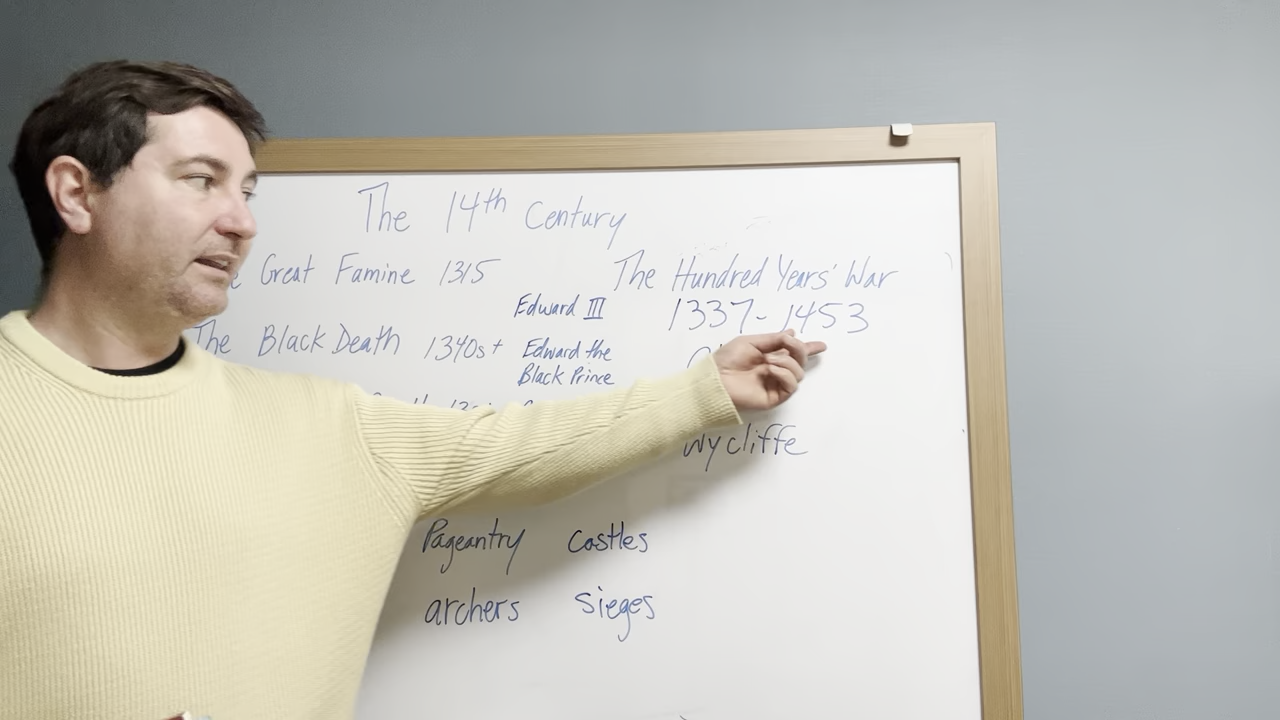 The 14th Century
Great Famine 1315
The Hundred Years' War
1337-1453
Edward III
The Black Death 1340s+
Edward the
Black Prince
Wycliffe
Pageantry castles
archers sieges